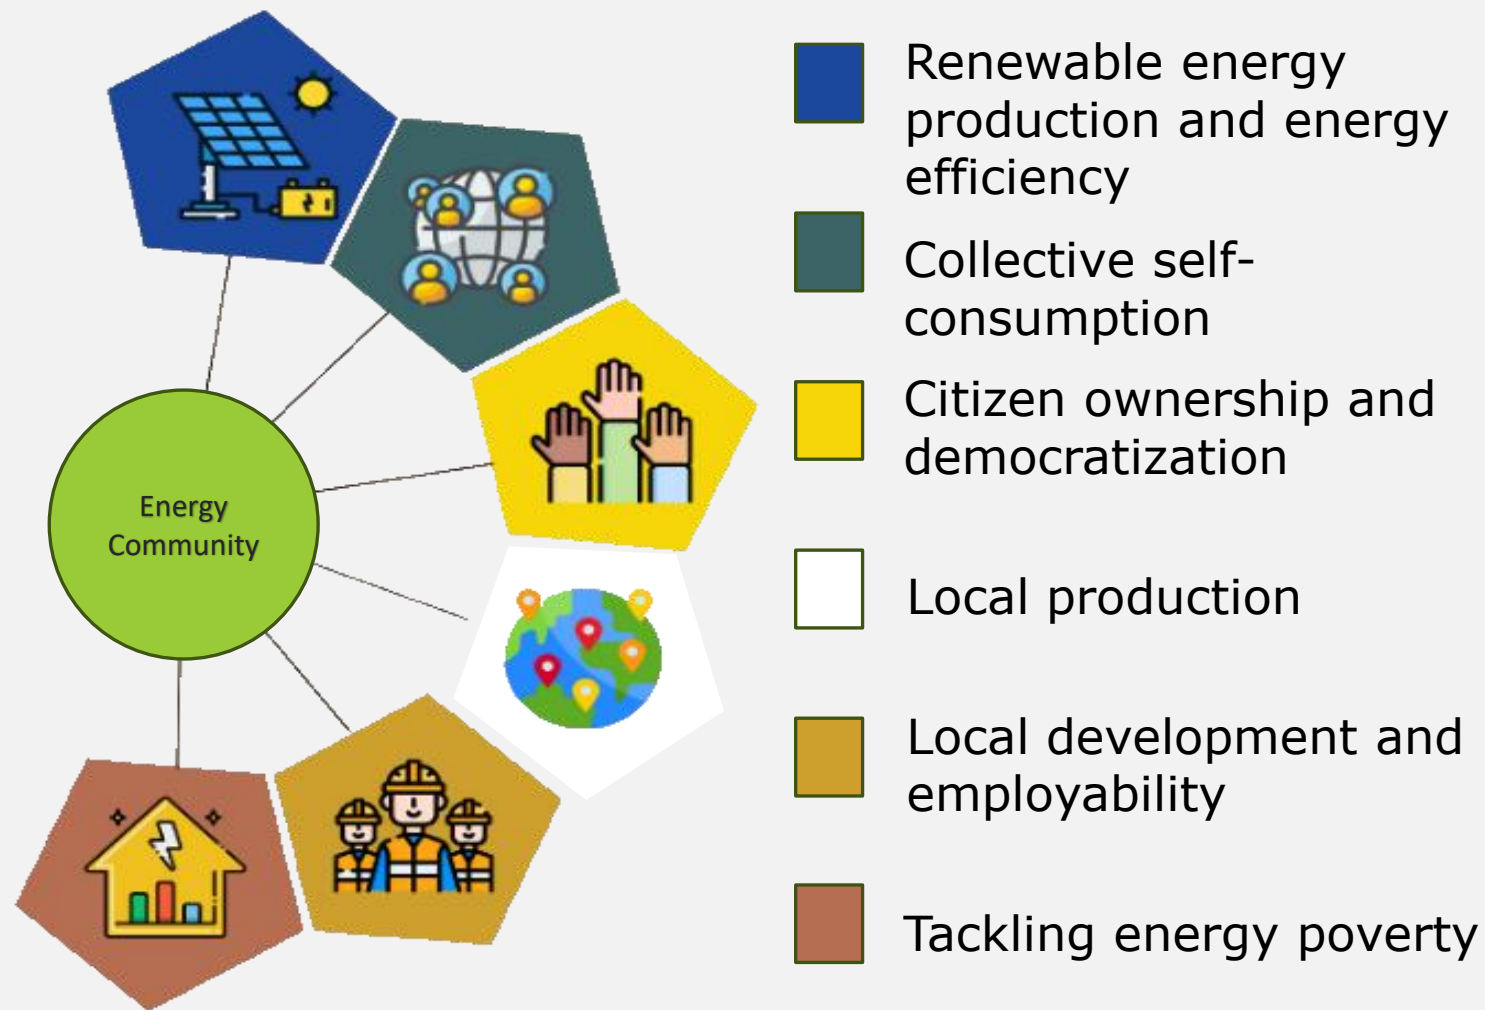 Energy
Community
Renewable energy
production and energy
efficiency
Collective self-
consumption
Citizen ownership and
democratization
Local production
Local development and
employability
Tackling energy poverty